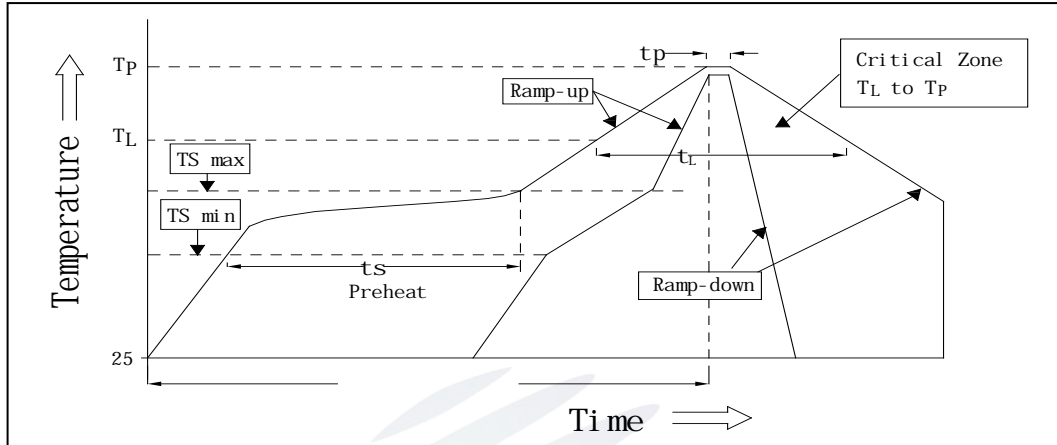 tp
TP
Critical Zone
TL to TP
Ramp-up
TL
TS max
tL
TS min
ts
Preheat
Ramp-down
25
Temperature
Time